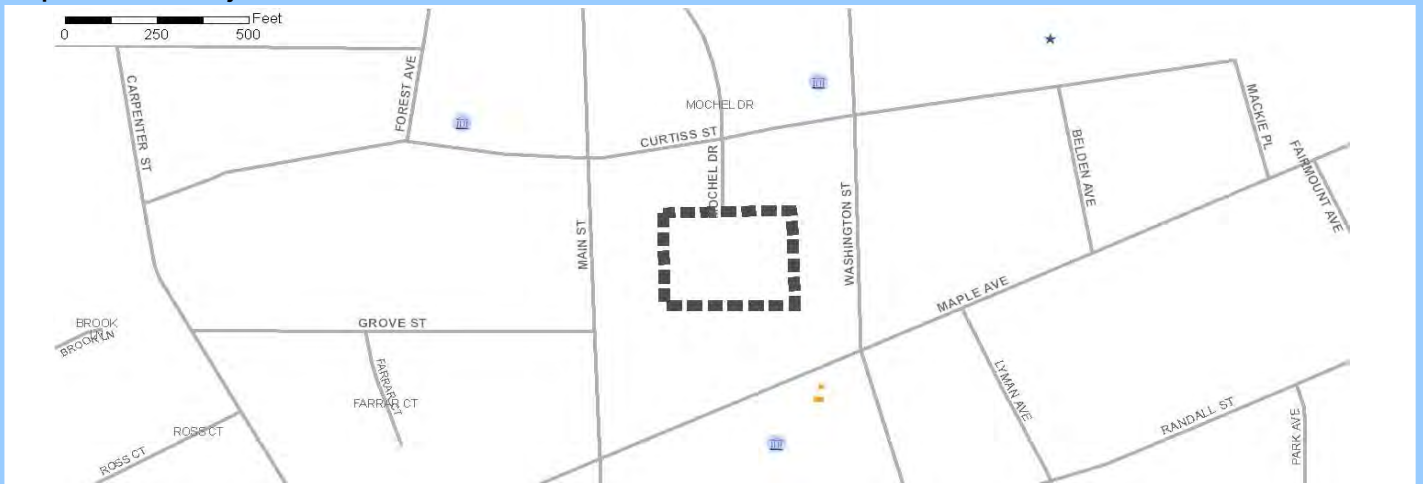 Feet
0 250 500
CARPENTER ST
FOREST AVE
MOCHEL DR
CURTISS ST
MOCHEL DR
MAIN ST
WASHINGTON ST
BELDEN AVE
MACKIE PL
FAIRMOUNT AVE
MAPLE AVE
GROVE ST
BROOK
BROOK LN
FARRAR CT
FARRAR CT
LYMAN AVE
RANDALL ST
PARK AVE
ROSS CT
ROSS CT